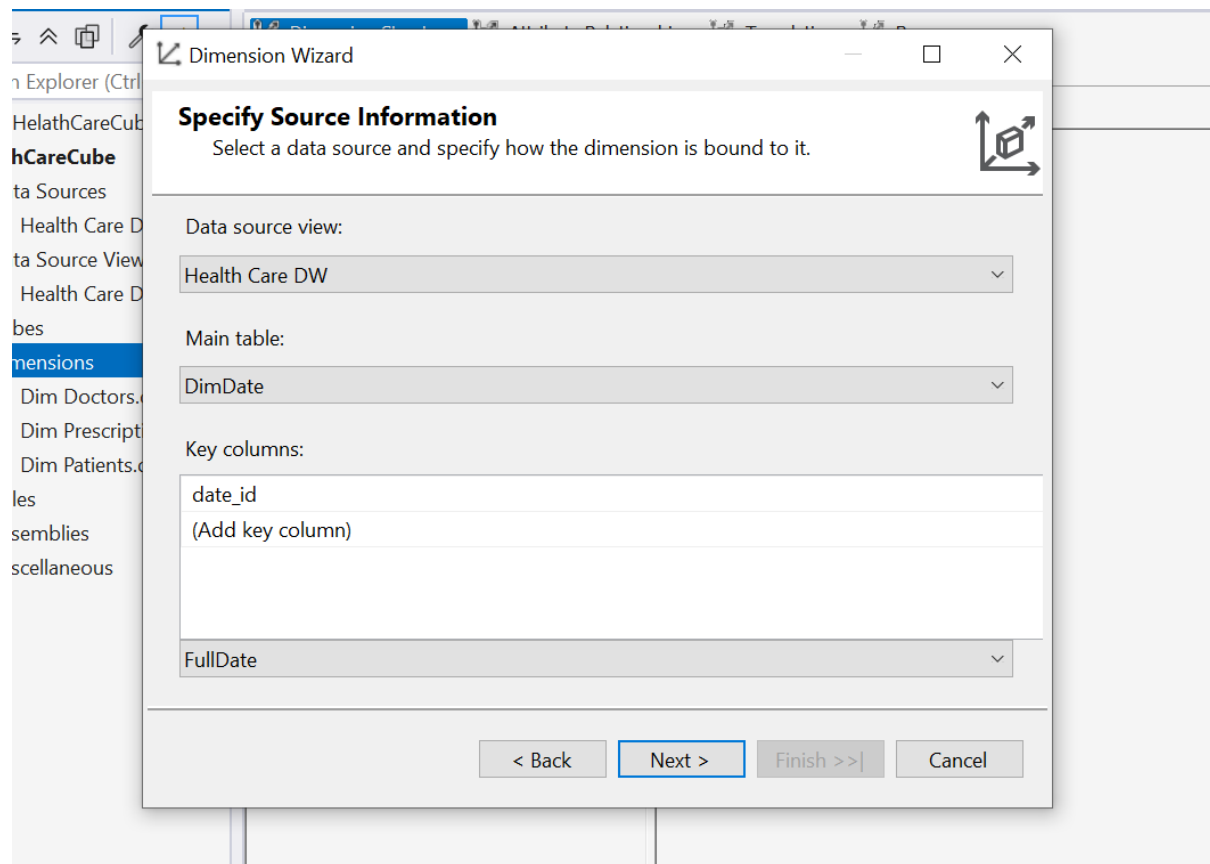 Dimension Wizard
Explorer (Ctrl
HelathCareCub
hCareCube
ta Sources
Health Care D
ta Source View
Health Care D
bes
mensions
Dim Doctors.
Dim Prescripti
Dim Patients.
les
semblies
scellaneous
Specify Source Information
Select a data source and specify how the dimension is bound to it.
Data source view:
Health Care DW
Main table:
DimDate
Key columns:
date_id
(Add key column)
FullDate
< Back Next > Finish >>| Cancel